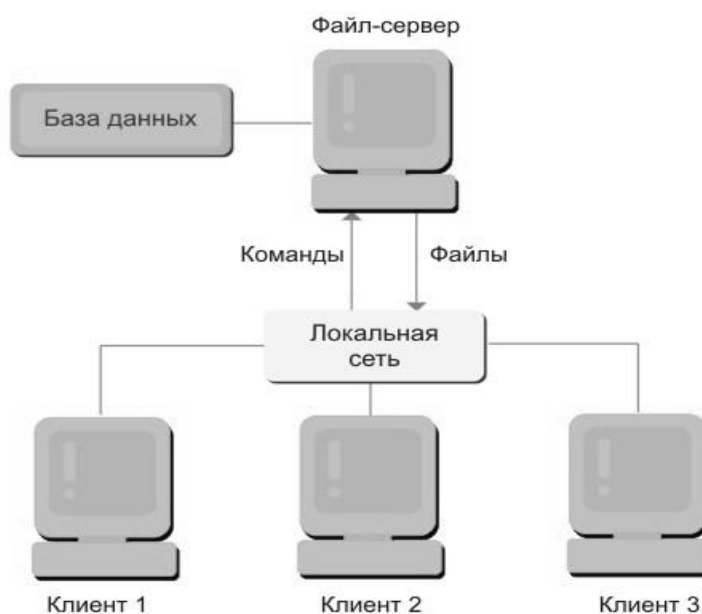 Файл-сервер
База данных
Команды
Файлы
Локальная
сеть
Клиент 1
Клиент 2
Клиент 3